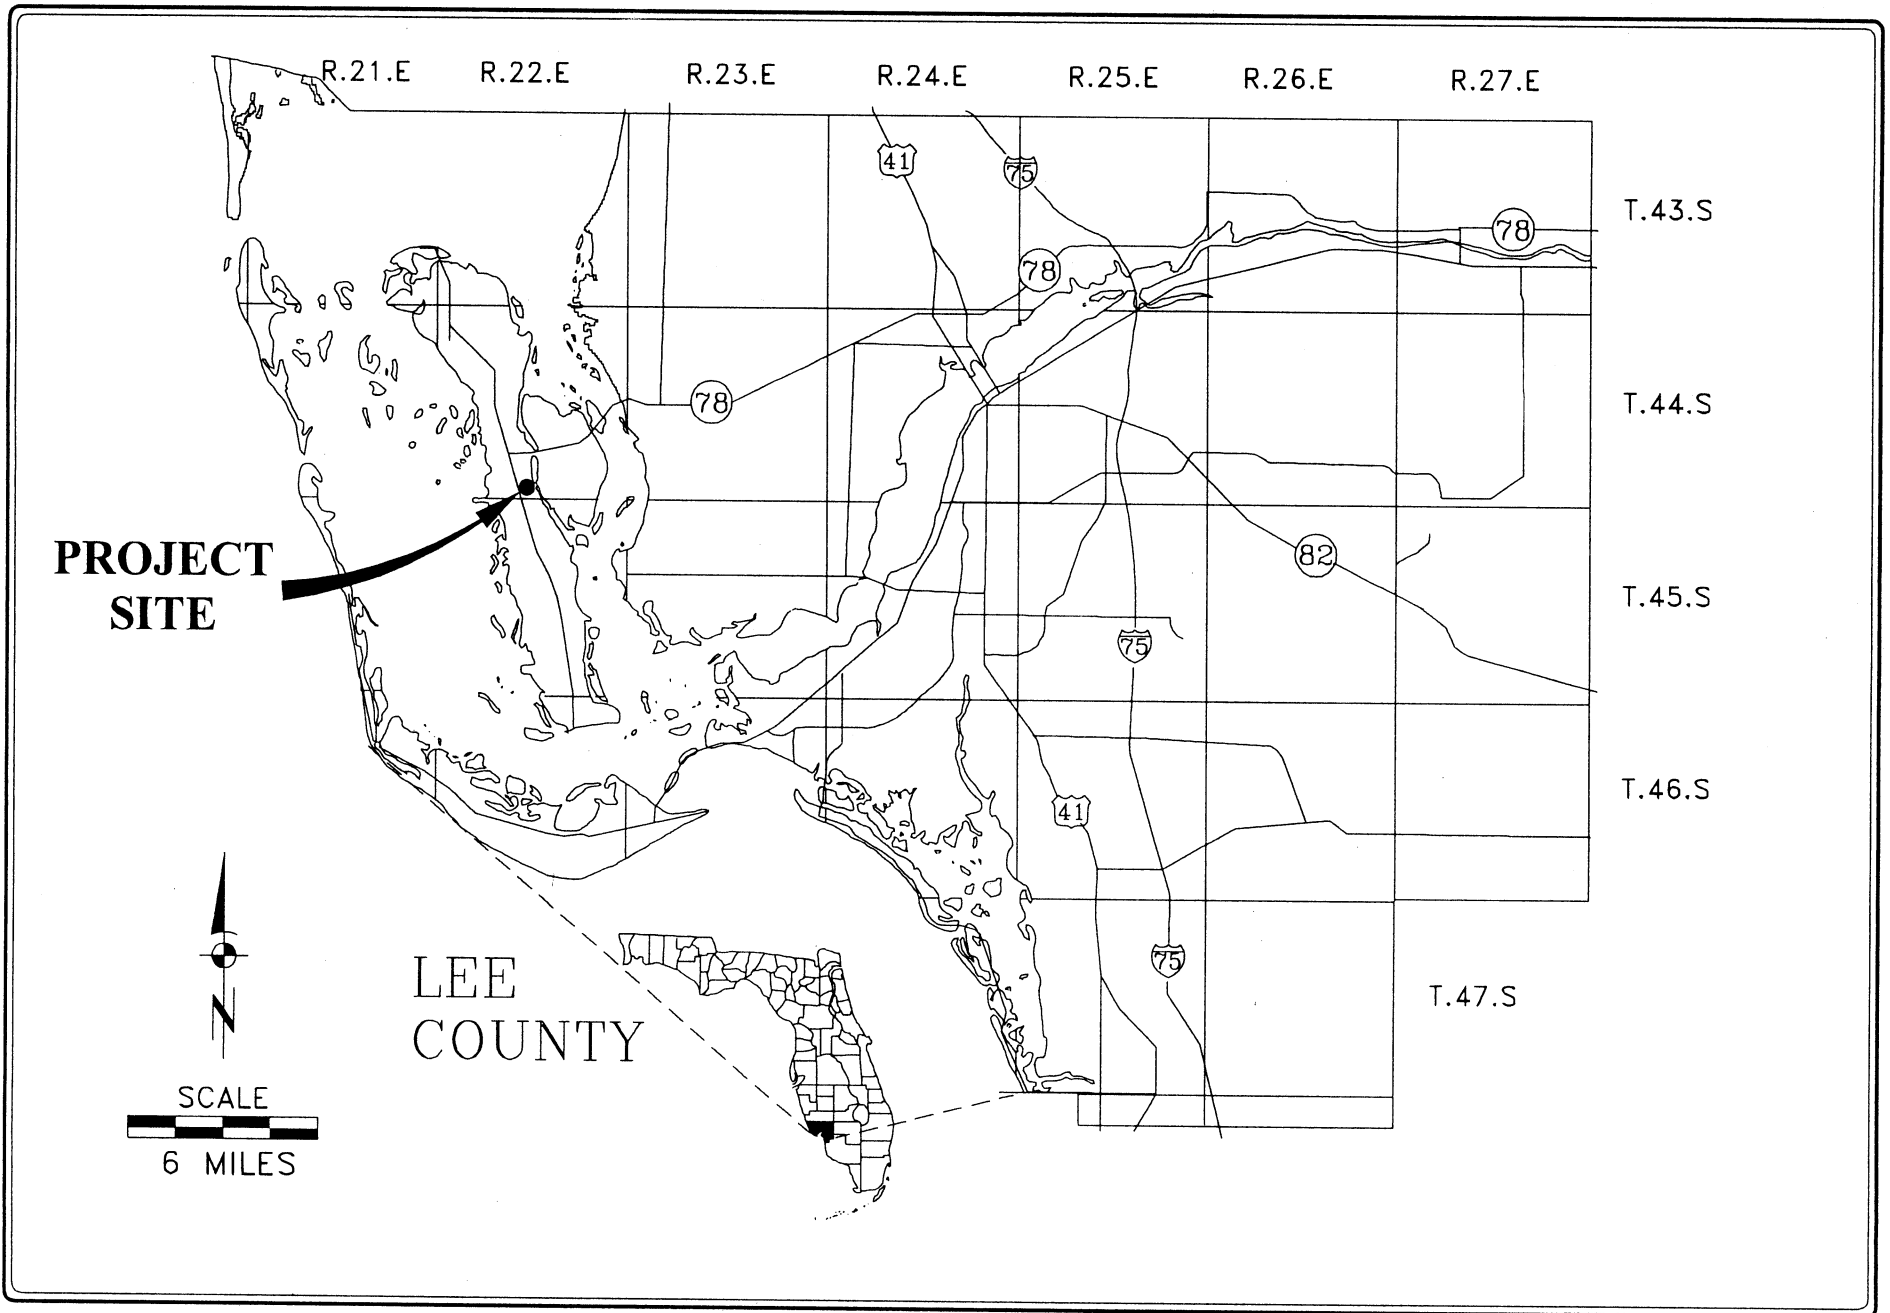 R.21.E R.22.E R.23.E R.24.E R.25.E R.26.E R.27.E
41
75
T.43.S
78
78
78
T.44.S
PROJECT
SITE
82
T.45.S
75
T.46.S
41
75
LEE
COUNTY
T.47.S
N
SCALE
6 MILES